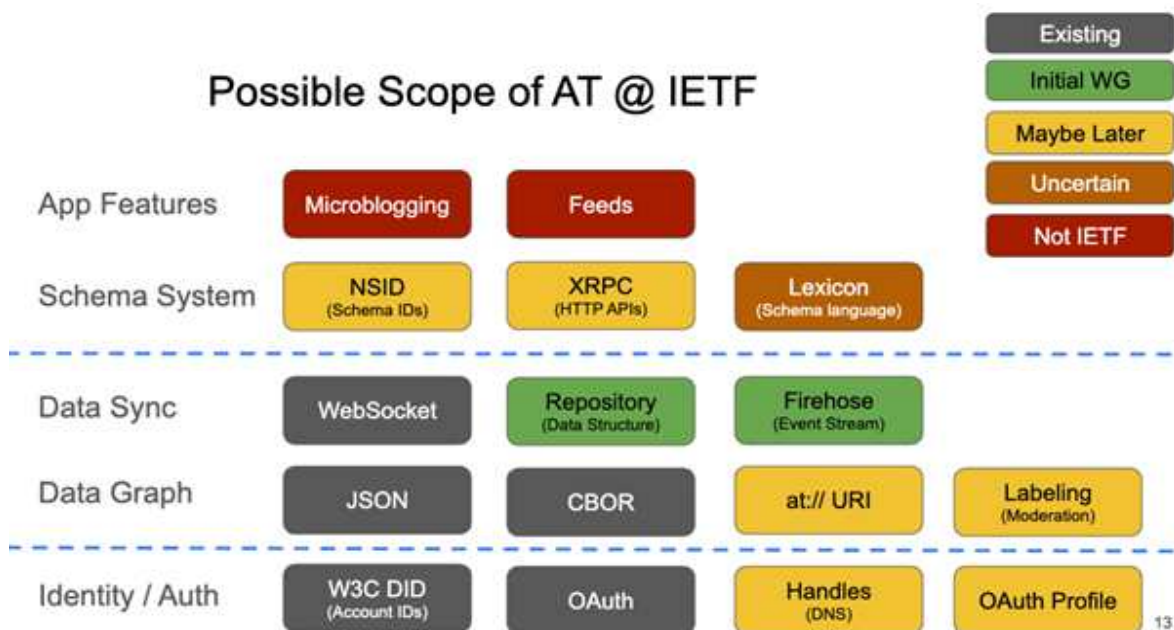 Possible Scope of AT @ IETF
Existing
Initial WG
Maybe Later
Uncertain
Not IETF
App Features
Microblogging
Feeds
Schema System
NSID
(Schema IDs)
XRPC
(HTTP APIs)
Lexicon
(Schema language)
Data Sync
WebSocket
Repository
(Data Structure)
Firehose
(Event Stream)
Data Graph
JSON
CBOR
at:// URI
Labeling
(Moderation)
Identity / Auth
W3C DID
(Account IDs)
OAuth
Handles
(DNS)
OAuth Profile
13